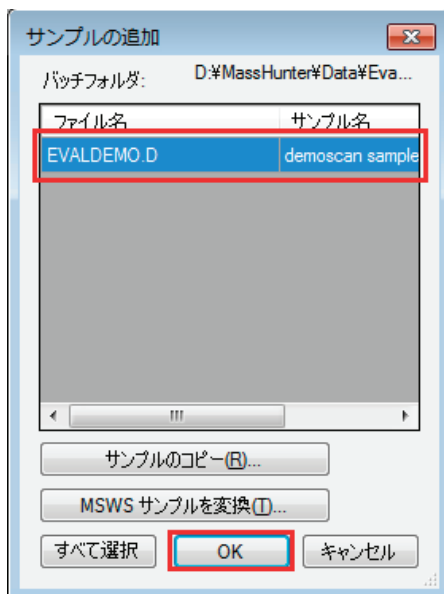 サンプルの追加
バッチフォルダ: D:¥MassHunter¥Data¥Eva...
ファイル名 サンプル名
EVALDEMO.D demoscan sample
サンプルのコピー(R)...
MSWS サンプルを変換(T)...
すべて選択 OK キャンセル